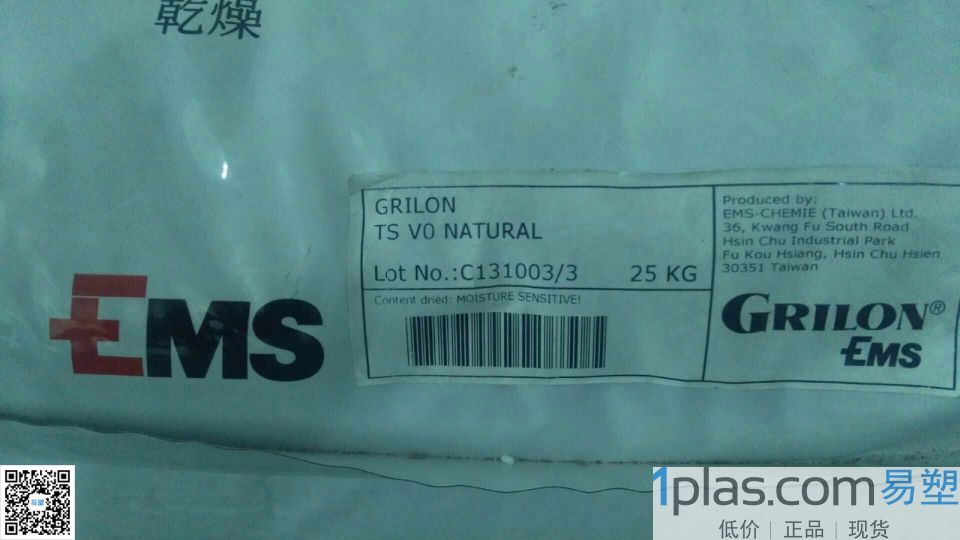 乾燥
GRILON
TS V0 NATURAL
Lot No.:C131003/3 25 KG
Content dried: MOISTURE SENSITIVE!
Produced by:
EMS-CHEMIE (Taiwan) Ltd.
36, Kwang Fu South Road
Hsin Chu Industrial Park
Fu Kou Hsiang, Hsin Chu Hsien
30351 Taiwan
GRILON®
EMS
EMS
易塑
1plas.com易塑
低价 | 正品 | 现货